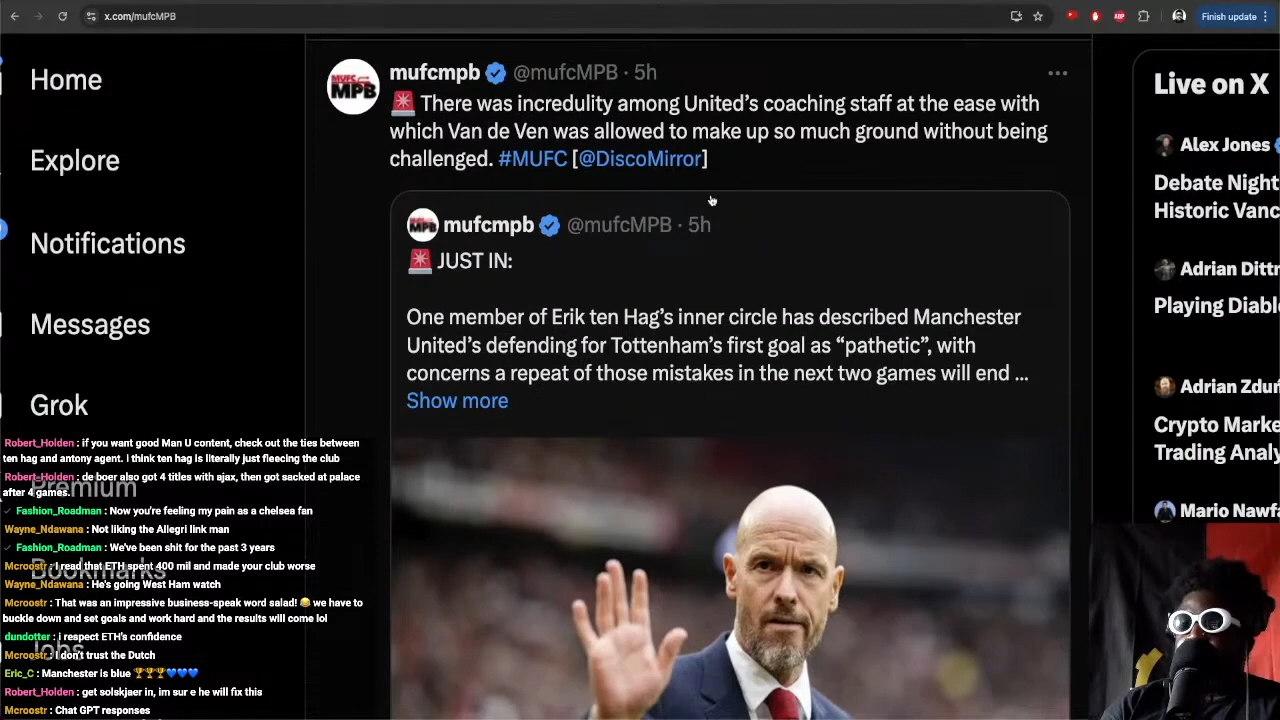 x.com/mufcMPB
Finish update
Home
Explore
Notifications
Messages
Grok
Premium
Bookmarks
Jobs
mufcmpb @mufcMPB · 5h
🚨 There was incredulity among United’s coaching staff at the ease with
which Van de Ven was allowed to make up so much ground without being
challenged. #MUFC [@DiscoMirror]
mufcmpb @mufcMPB · 5h
🚨 JUST IN:
One member of Erik ten Hag’s inner circle has described Manchester
United’s defending for Tottenham’s first goal as “pathetic”, with
concerns a repeat of those mistakes in the next two games will end ...
Show more
Live on X
Alex Jones
Debate Night
Historic Vanc
Adrian Dittr
Playing Diabl
Adrian Zduń
Crypto Marke
Trading Analy
Mario Nawfa
Robert_Holden : if you want good Man U content, check out the ties between
ten hag and antony agent. I think ten hag is literally just fleecing the club
Robert_Holden : de boer also got 4 titles with ajax, then got sacked at palace
after 4 games.
Fashion_Roadman : Now you're feeling my pain as a chelsea fan
Wayne_Ndawana : Not liking the Allegri link man
Fashion_Roadman : We've been shit for the past 3 years
Mcroostr : I read that ETH spent 400 mil and made your club worse
Wayne_Ndawana : He's going West Ham watch
Mcroostr : That was an impressive business-speak word salad! 😂 we have to
buckle down and set goals and work hard and the results will come lol
dundotter : i respect ETH's confidence
Mcroostr : I don't trust the Dutch
Eric_C : Manchester is blue 🏆🏆🏆💙💙💙
Robert_Holden : get solskjaer in, im sur e he will fix this
Mcroostr : Chat GPT responses
MUFC
MPB
ABP